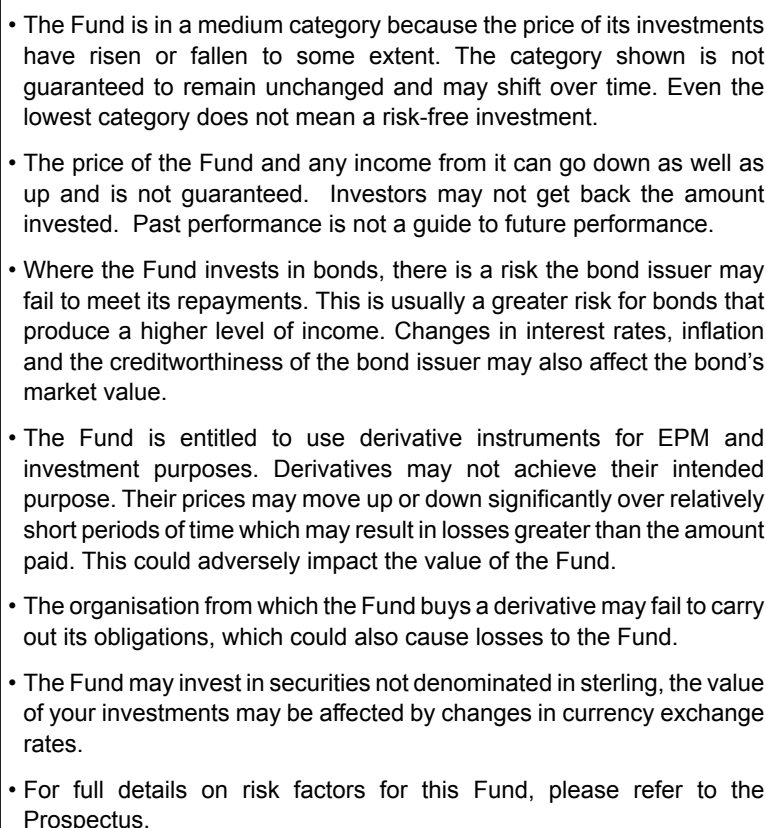 • The Fund is in a medium category because the price of its investments
have risen or fallen to some extent. The category shown is not
guaranteed to remain unchanged and may shift over time. Even the
lowest category does not mean a risk-free investment.
• The price of the Fund and any income from it can go down as well as
up and is not guaranteed.  Investors may not get back the amount
invested.  Past performance is not a guide to future performance.
• Where the Fund invests in bonds, there is a risk the bond issuer may
fail to meet its repayments. This is usually a greater risk for bonds that
produce a higher level of income. Changes in interest rates, inflation
and the creditworthiness of the bond issuer may also affect the bond’s
market value.
• The Fund is entitled to use derivative instruments for EPM and
investment purposes. Derivatives may not achieve their intended
purpose. Their prices may move up or down significantly over relatively
short periods of time which may result in losses greater than the amount
paid. This could adversely impact the value of the Fund.
• The organisation from which the Fund buys a derivative may fail to carry
out its obligations, which could also cause losses to the Fund.
• The Fund may invest in securities not denominated in sterling, the value
of your investments may be affected by changes in currency exchange
rates.
• For full details on risk factors for this Fund, please refer to the
Prospectus.